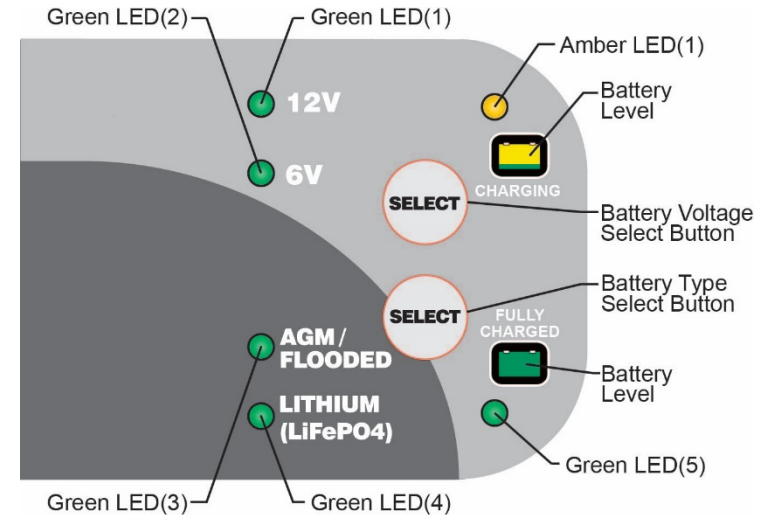 Green LED(2)
Green LED(1)
Amber LED(1)
12V
Battery
Level
6V
CHARGING
SELECT
Battery Voltage
Select Button
Battery Type
Select Button
SELECT
FULLY
CHARGED
AGM /
FLOODED
Battery
Level
LITHIUM
(LiFePO4)
Green LED(5)
Green LED(3)
Green LED(4)